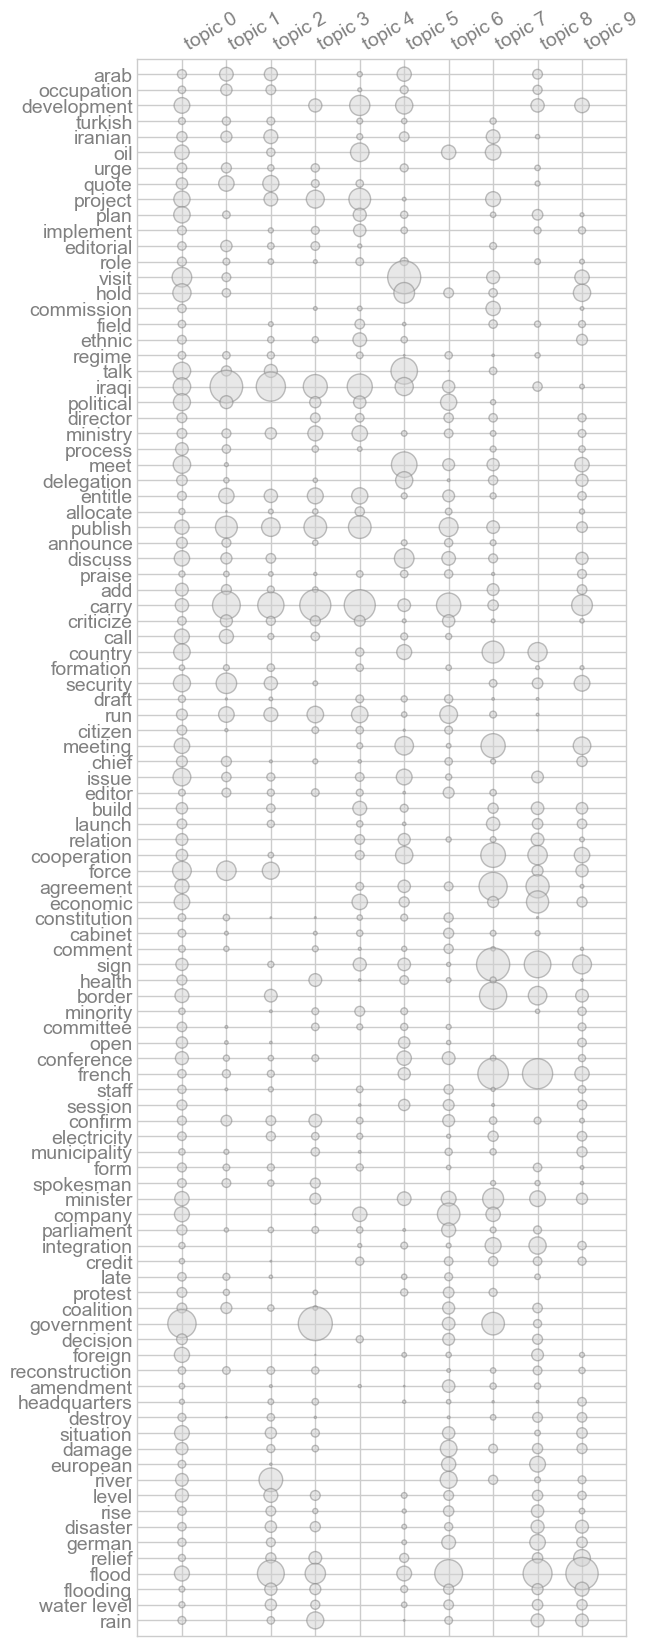 topic 0 topic 1 topic 2 topic 3 topic 4 topic 5 topic 6 topic 7 topic 8 topic 9
arab
occupation
development
turkish
iranian
oil
urge
quote
project
plan
implement
editorial
role
visit
hold
commission
field
ethnic
regime
talk
iraqi
political
director
ministry
process
meet
delegation
entitle
allocate
publish
announce
discuss
praise
add
carry
criticize
call
country
formation
security
draft
run
citizen
meeting
chief
issue
editor
build
launch
relation
cooperation
force
agreement
economic
constitution
cabinet
comment
sign
health
border
minority
committee
open
conference
french
staff
session
confirm
electricity
municipality
form
spokesman
minister
company
parliament
integration
credit
late
protest
coalition
government
decision
foreign
reconstruction
amendment
headquarters
destroy
situation
damage
european
river
level
rise
disaster
german
relief
flood
flooding
water level
rain